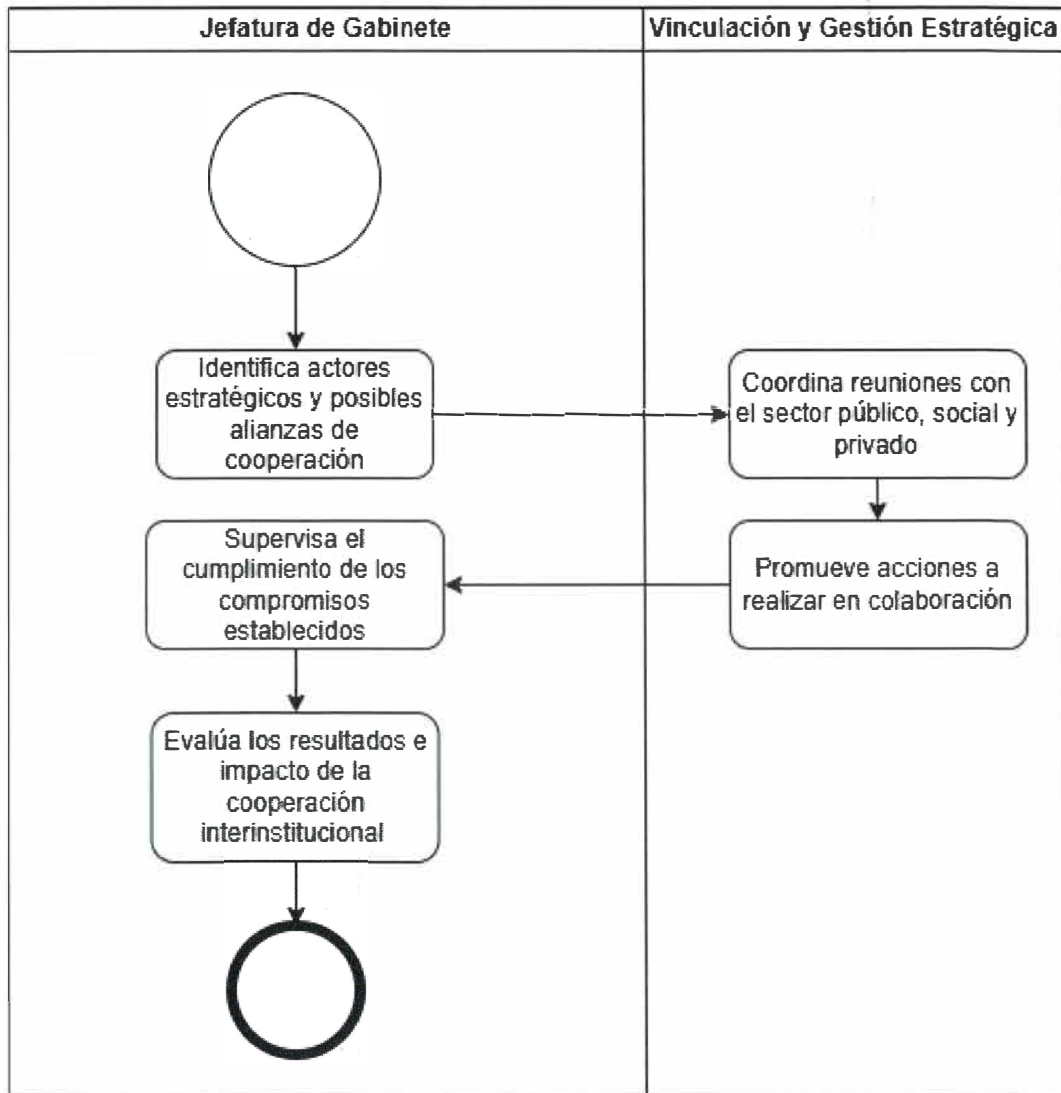 Jefatura de Gabinete
Vinculación y Gestión Estratégica
Identifica actores
estratégicos y posibles
alianzas de
cooperación
Coordina reuniones con
el sector público, social y
privado
Promueve acciones a
realizar en colaboración
Supervisa el
cumplimiento de los
compromisos
establecidos
Evalúa los resultados e
impacto de la
cooperación
interinstitucional